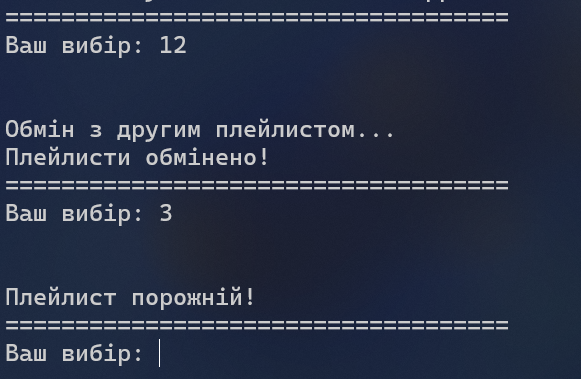 ====================================
Ваш вибір: 12
Обмін з другим плейлистом...
Плейлисти обмінено!
====================================
Ваш вибір: 3
Плейлист порожній!
====================================
Ваш вибір: